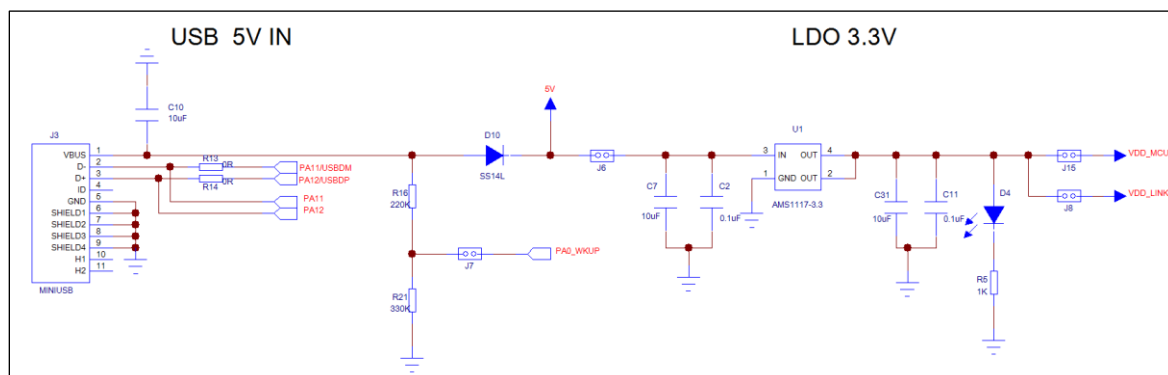 USB 5V IN
LDO 3.3V
C10
10uF
J3
VBUS 1
D- 2
D+ 3
ID 4
GND 5
SHIELD1 6
SHIELD2 7
SHIELD3 8
SHIELD4 9
H1 10
H2 11
MINIUSB
R13 0R
R14 0R
PA11/USBDM
PA12/USBDP
PA11
PA12
R16
220K
R21
330K
J7
PA0_WKUP
D10
SS14L
5V
J6
C7
10uF
C2
0.1uF
U1
3 IN OUT 4
1 GND OUT 2
AMS1117-3.3
C31
10uF
C11
0.1uF
D4
R5
1K
J15
VDD_MCU
J8
VDD_LINK